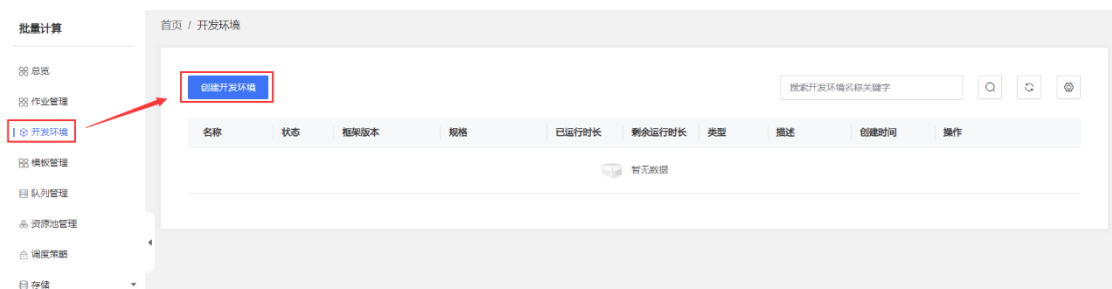 批量计算
首页 / 开发环境
总览
作业管理
开发环境
模板管理
队列管理
资源池管理
调度策略
存储
创建开发环境
搜索开发环境名称关键字
名称 状态 框架版本 规格 已运行时长 剩余运行时长 类型 描述 创建时间 操作
暂无数据